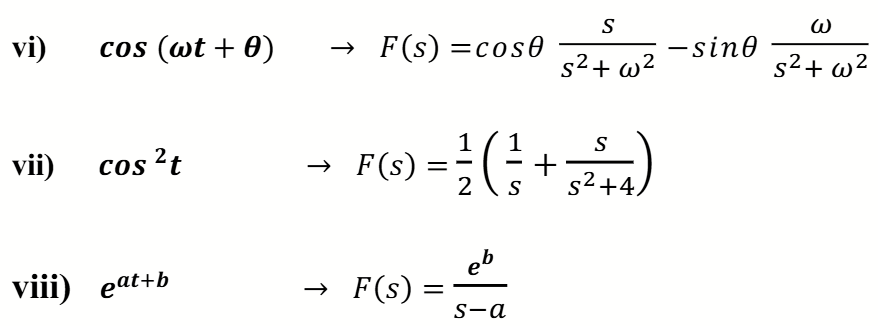 vi) cos (ωt + θ) → F(s) = cosθ s/(s² + ω²) − sinθ ω/(s² + ω²)
vii) cos ²t → F(s) = 1/2 (1/s + s/(s²+4))
viii) e^(at+b) → F(s) = e^b/(s−a)